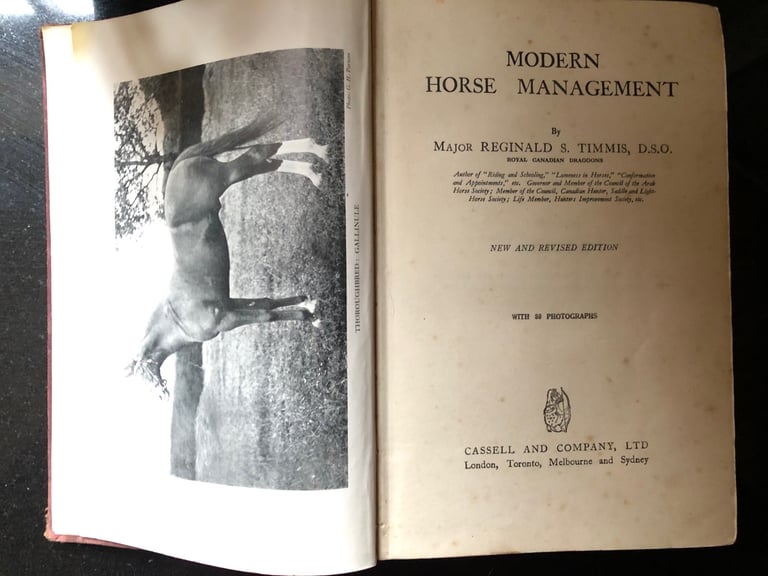 Photo: G. H. Parsons
THOROUGHBRED: GALLINULE
MODERN
HORSE MANAGEMENT
By
MAJOR REGINALD S. TIMMIS, D.S.O.
ROYAL CANADIAN DRAGOONS
Author of "Riding and Schooling," "Lameness in Horses," "Conformation
and Appointments," etc. Governor and Member of the Council of the Arab
Horse Society; Member of the Council, Canadian Hunter, Saddle and Light-
Horse Society; Life Member, Hunters Improvement Society, etc.
NEW AND REVISED EDITION
WITH 80 PHOTOGRAPHS
CASSELL AND COMPANY, LTD
London, Toronto, Melbourne and Sydney